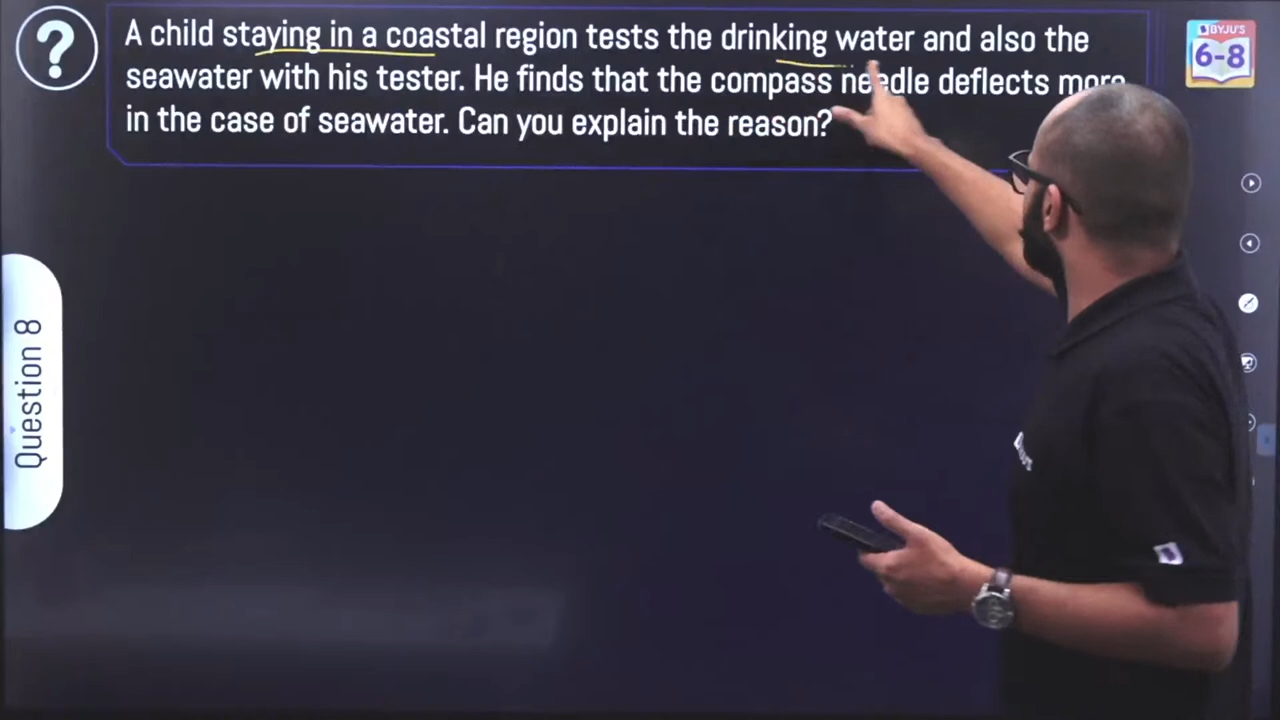 ?
A child staying in a coastal region tests the drinking water and also the
seawater with his tester. He finds that the compass needle deflects more
in the case of seawater. Can you explain the reason?
BYJU'S
6-8
Question 8